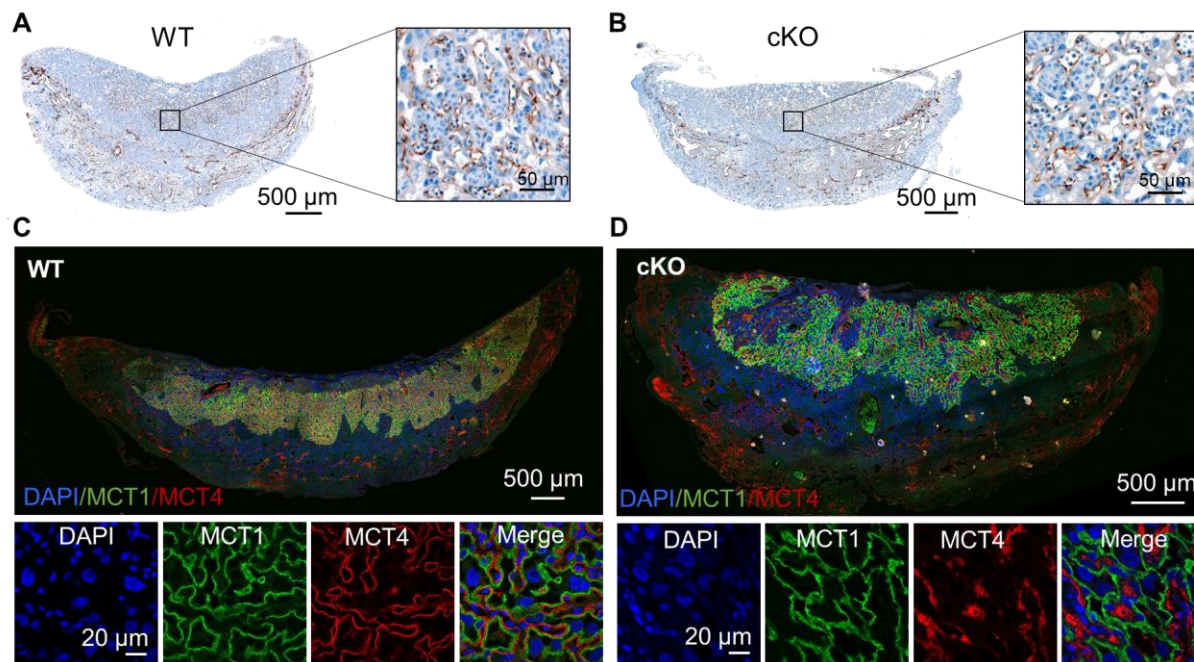 A
WT
500 µm
50 µm
B
cKO
500 µm
50 µm
C
WT
DAPI/MCT1/MCT4
500 µm
DAPI
20 µm
MCT1
MCT4
Merge
D
cKO
DAPI/MCT1/MCT4
500 µm
DAPI
20 µm
MCT1
MCT4
Merge